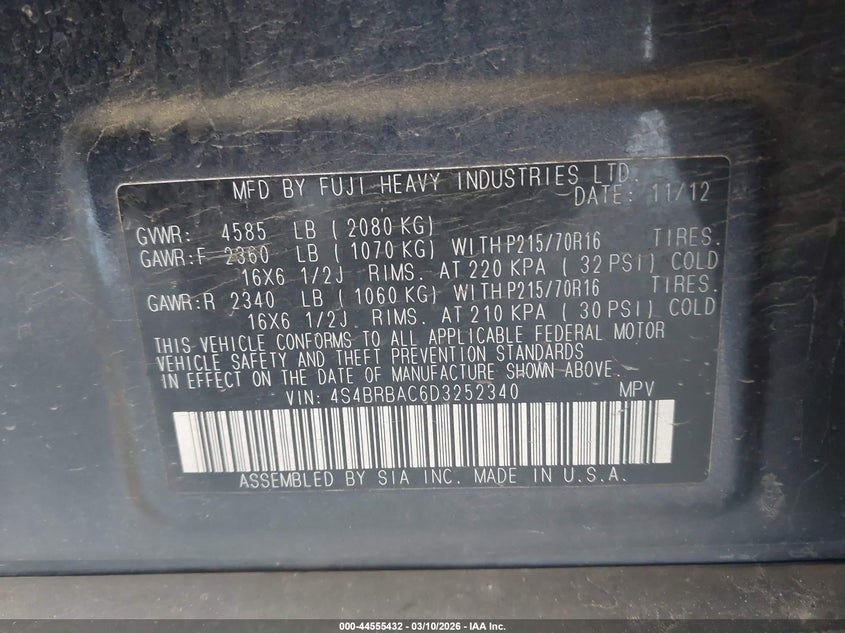 MFD BY FUJI HEAVY INDUSTRIES LTD.
DATE: 11/12
GVWR: 4585 LB ( 2080 KG)
GAWR:F 2360 LB ( 1070 KG) WITHP215/70R16 TIRES.
16X6 1/2J RIMS. AT 220 KPA ( 32 PSI) COLD
GAWR:R 2340 LB ( 1060 KG) WITHP215/70R16 TIRES.
16X6 1/2J RIMS. AT 210 KPA ( 30 PSI) COLD
THIS VEHICLE CONFORMS TO ALL APPLICABLE FEDERAL MOTOR
VEHICLE SAFETY AND THEFT PREVENTION STANDARDS
IN EFFECT ON THE DATE OF MANUFACTURE SHOWN ABOVE.
VIN: 4S4BRBAC6D3252340 MPV
ASSEMBLED BY SIA INC. MADE IN U.S.A.
000-44555432 - 03/10/2026 - IAA Inc.